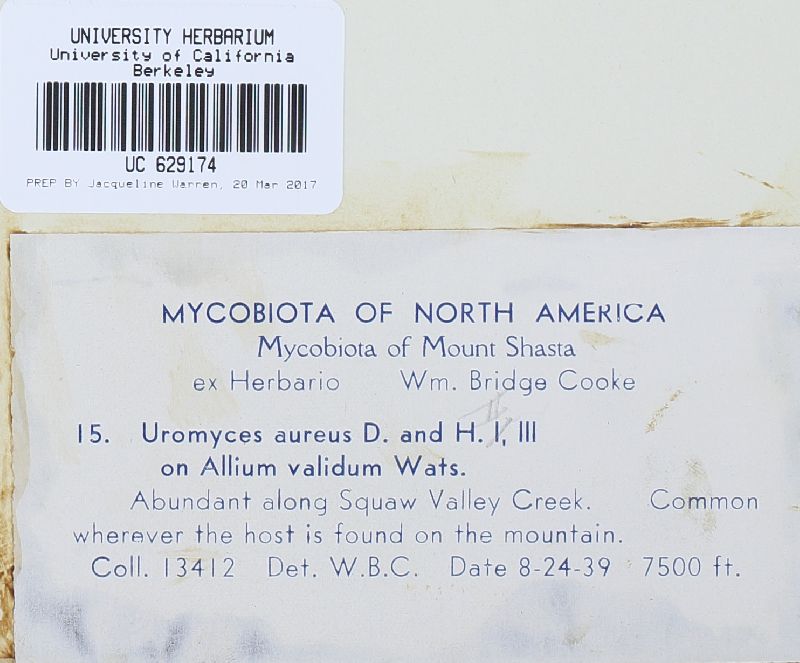 UNIVERSITY HERBARIUM
University of California
Berkeley
UC 629174
PREP BY Jacqueline Warren, 20 Mar 2017
MYCOBIOTA OF NORTH AMERICA
Mycobiota of Mount Shasta
ex Herbario Wm. Bridge Cooke
15. Uromyces aureus D. and H. I, III
on Allium validum Wats.
Abundant along Squaw Valley Creek. Common
wherever the host is found on the mountain.
Coll. 13412 Det. W.B.C. Date 8-24-39 7500 ft.